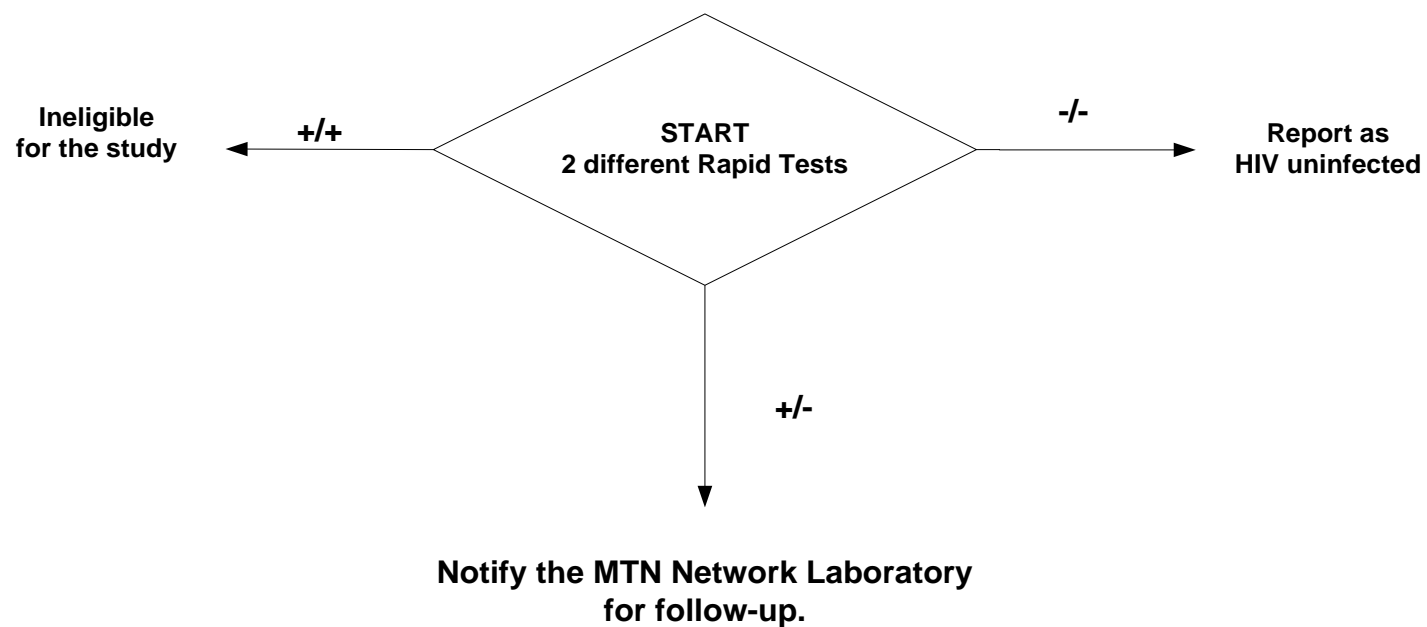 Ineligible
for the study
+/+
START
2 different Rapid Tests
-/-
Report as
HIV uninfected
+/-
Notify the MTN Network Laboratory
for follow-up.